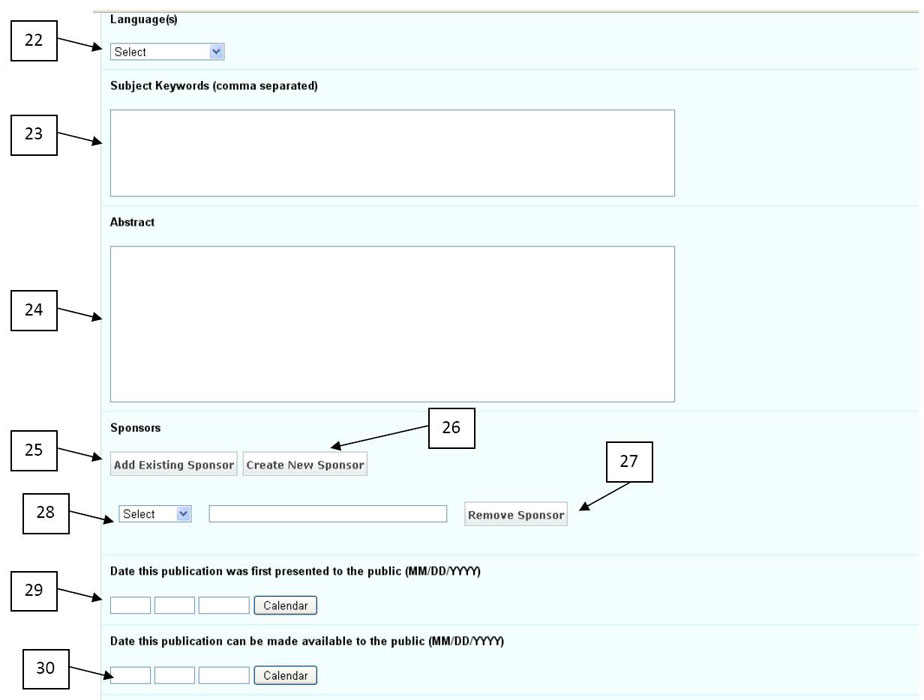 Language(s)
22
Select
Subject Keywords (comma separated)
23
Abstract
24
Sponsors
25
26
Add Existing Sponsor Create New Sponsor
27
28
Select
Remove Sponsor
Date this publication was first presented to the public (MM/DD/YYYY)
29
Calendar
Date this publication can be made available to the public (MM/DD/YYYY)
30
Calendar